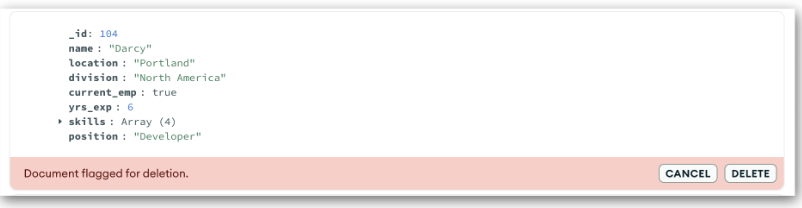 _id: 104
name : "Darcy"
location : "Portland"
division : "North America"
current_emp : true
yrs_exp : 6
skills : Array (4)
position : "Developer"
Document flagged for deletion. CANCEL DELETE